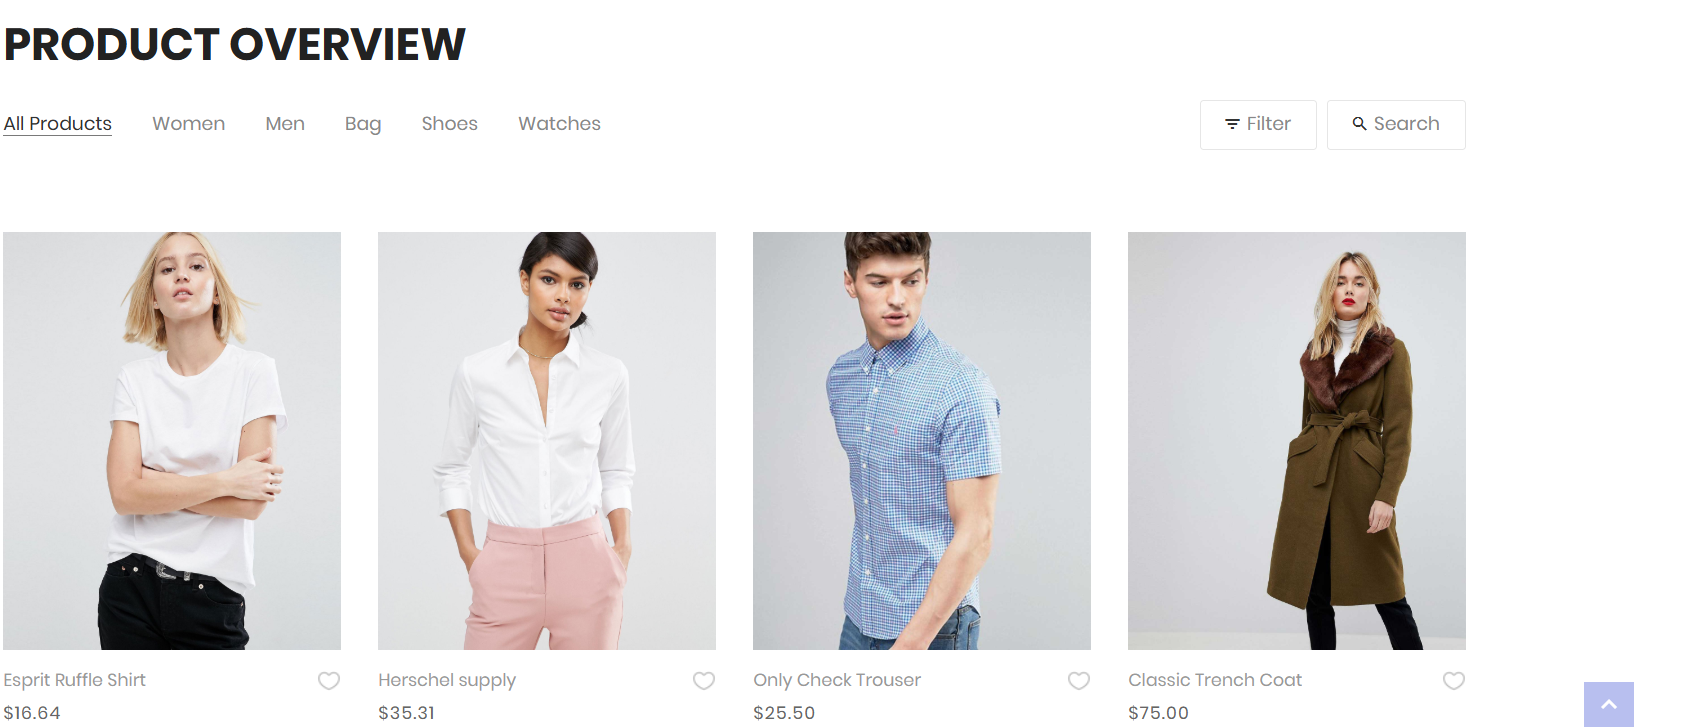 PRODUCT OVERVIEW
All Products Women Men Bag Shoes Watches Filter Search
Esprit Ruffle Shirt Herschel supply Only Check Trouser Classic Trench Coat
$16.64 $35.31 $25.50 $75.00